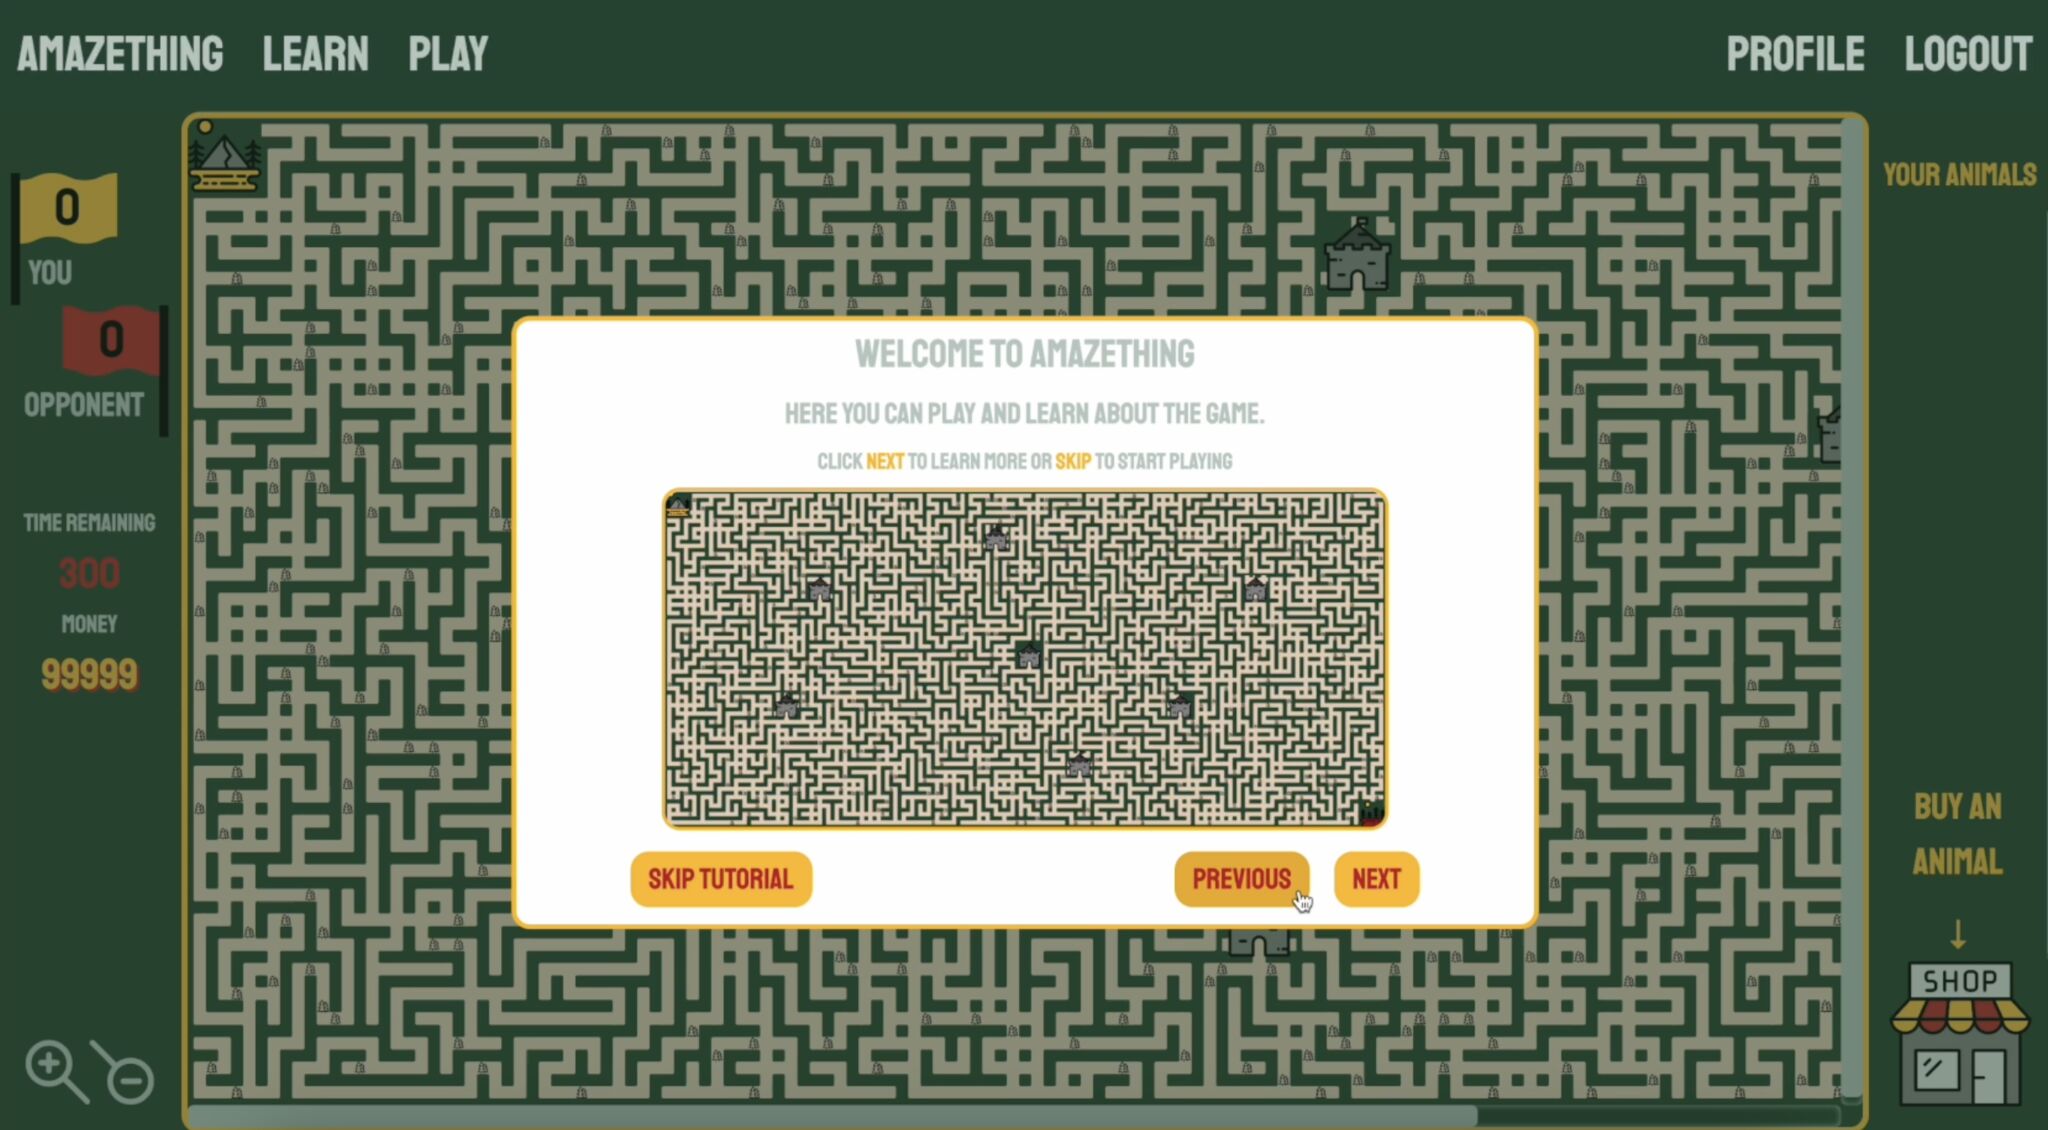 AMAZETHING LEARN PLAY PROFILE LOGOUT
0
YOU
0
OPPONENT
TIME REMAINING
300
MONEY
99999
WELCOME TO AMAZETHING
HERE YOU CAN PLAY AND LEARN ABOUT THE GAME.
CLICK NEXT TO LEARN MORE OR SKIP TO START PLAYING
SKIP TUTORIAL PREVIOUS NEXT
YOUR ANIMALS
BUY AN
ANIMAL
↓
SHOP